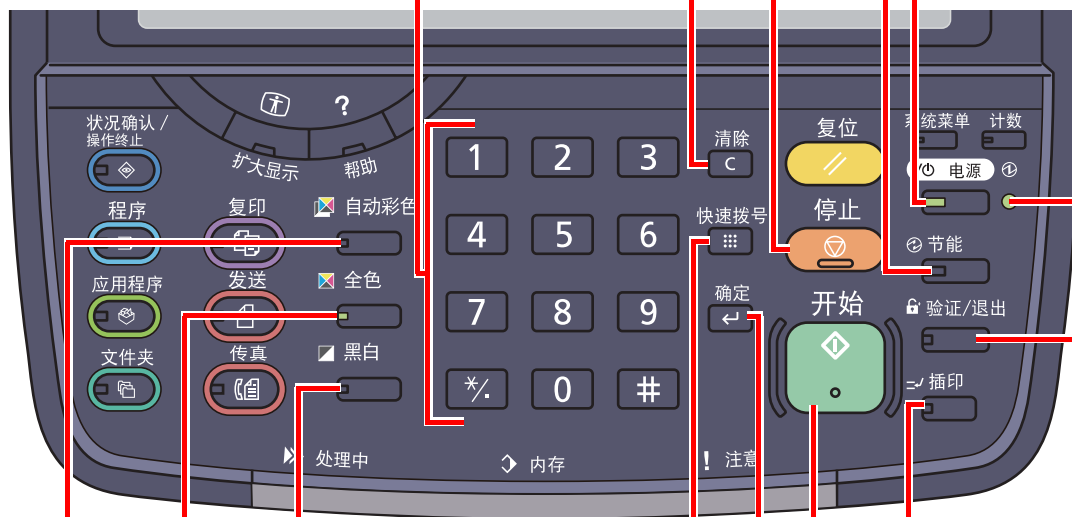 状况确认 /
操作终止
程序
应用程序
文件夹
复印
发送
传真
?
扩大显示
帮助
自动彩色
全色
黑白
1 2 3
4 5 6
7 8 9
*/. 0 #
清除
C
快速拨号
确定
复位
停止
开始
系统菜单 计数
电源
节能
验证/退出
插印
处理中
内存
! 注意